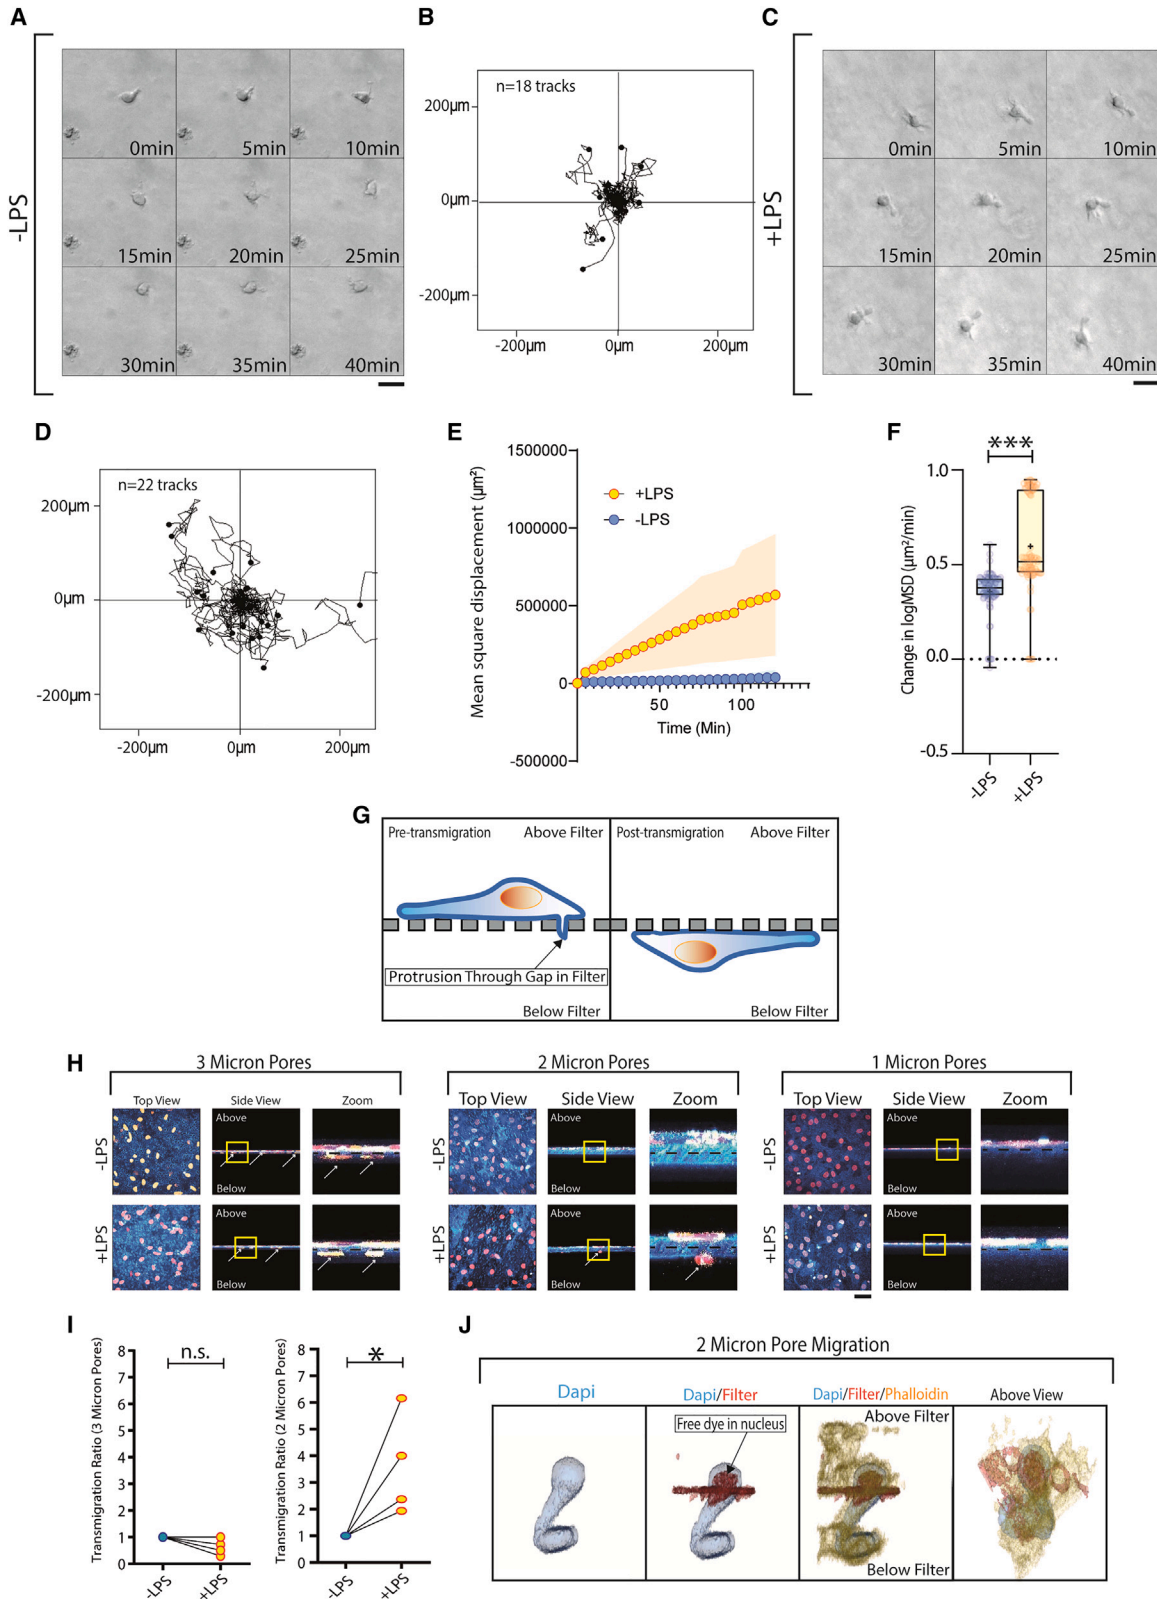 A
-LPS
0min
5min
10min
15min
20min
25min
30min
35min
40min
B
n=18 tracks
200µm
0µm
-200µm
-200µm
0µm
200µm
C
+LPS
0min
5min
10min
15min
20min
25min
30min
35min
40min
D
n=22 tracks
200µm
0µm
-200µm
-200µm
0µm
200µm
E
Mean square displacement (µm²)
1500000
1000000
500000
0
-500000
+LPS
-LPS
50
100
Time (Min)
F
***
Change in logMSD (µm²/min)
1.0
0.5
0.0
-0.5
-LPS
+LPS
G
Pre-transmigration
Above Filter
Protrusion Through Gap in Filter
Below Filter
Post-transmigration
Above Filter
Below Filter
H
3 Micron Pores
Top View
Side View
Zoom
-LPS
Above
Below
+LPS
Above
Below
2 Micron Pores
Top View
Side View
Zoom
-LPS
Above
Below
+LPS
Above
Below
1 Micron Pores
Top View
Side View
Zoom
-LPS
Above
Below
+LPS
Above
Below
I
Transmigration Ratio (3 Micron Pores)
8
7
6
5
4
3
2
1
0
n.s.
-LPS
+LPS
Transmigration Ratio (2 Micron Pores)
8
7
6
5
4
3
2
1
0
*
-LPS
+LPS
J
2 Micron Pore Migration
Dapi
Dapi/Filter
Free dye in nucleus
Dapi/Filter/Phalloidin
Above Filter
Below Filter
Above View